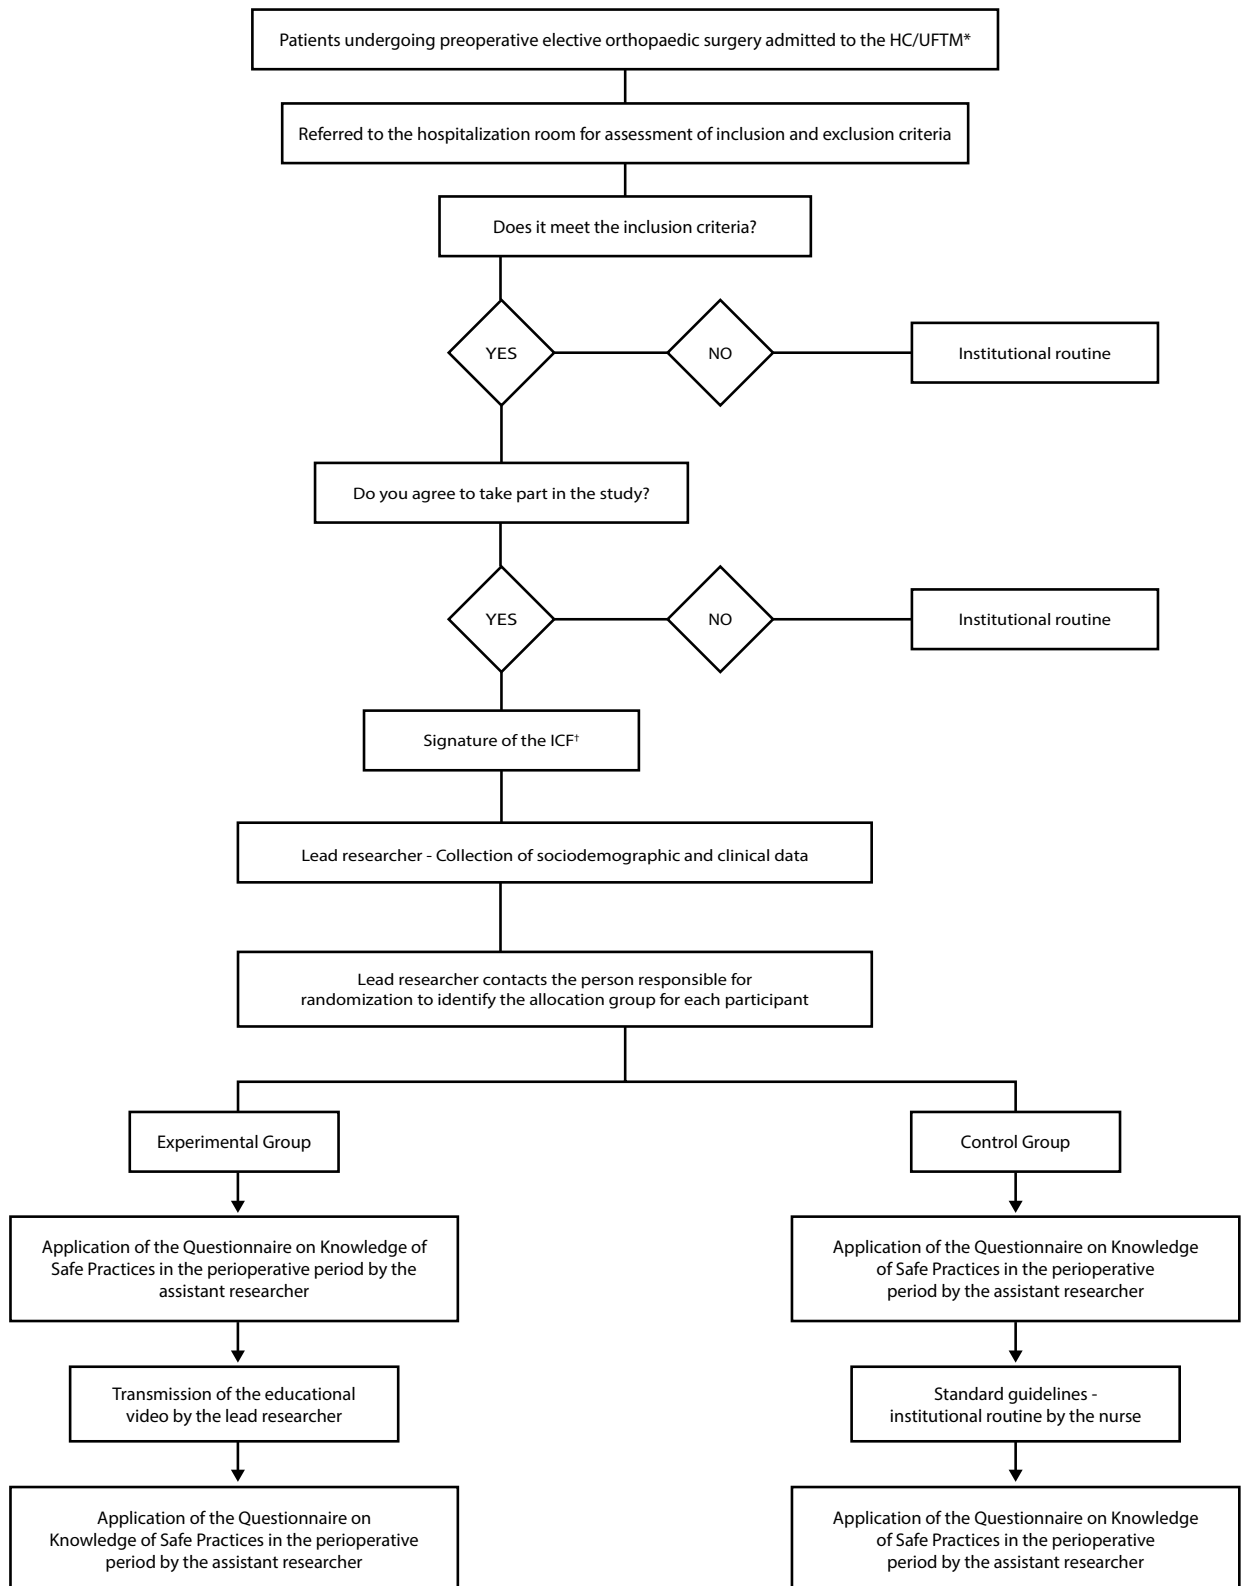 Patients undergoing preoperative elective orthopaedic surgery admitted to the HC/UFTM*
Referred to the hospitalization room for assessment of inclusion and exclusion criteria
Does it meet the inclusion criteria?
YES
NO
Institutional routine
Do you agree to take part in the study?
YES
NO
Institutional routine
Signature of the ICF†
Lead researcher - Collection of sociodemographic and clinical data
Lead researcher contacts the person responsible for
randomization to identify the allocation group for each participant
Experimental Group
Control Group
Application of the Questionnaire on Knowledge of
Safe Practices in the perioperative period by the
assistant researcher
Application of the Questionnaire on Knowledge
of Safe Practices in the perioperative
period by the assistant researcher
Transmission of the educational
video by the lead researcher
Standard guidelines -
institutional routine by the nurse
Application of the Questionnaire on
Knowledge of Safe Practices in the perioperative
period by the assistant researcher
Application of the Questionnaire on Knowledge
of Safe Practices in the perioperative
period by the assistant researcher